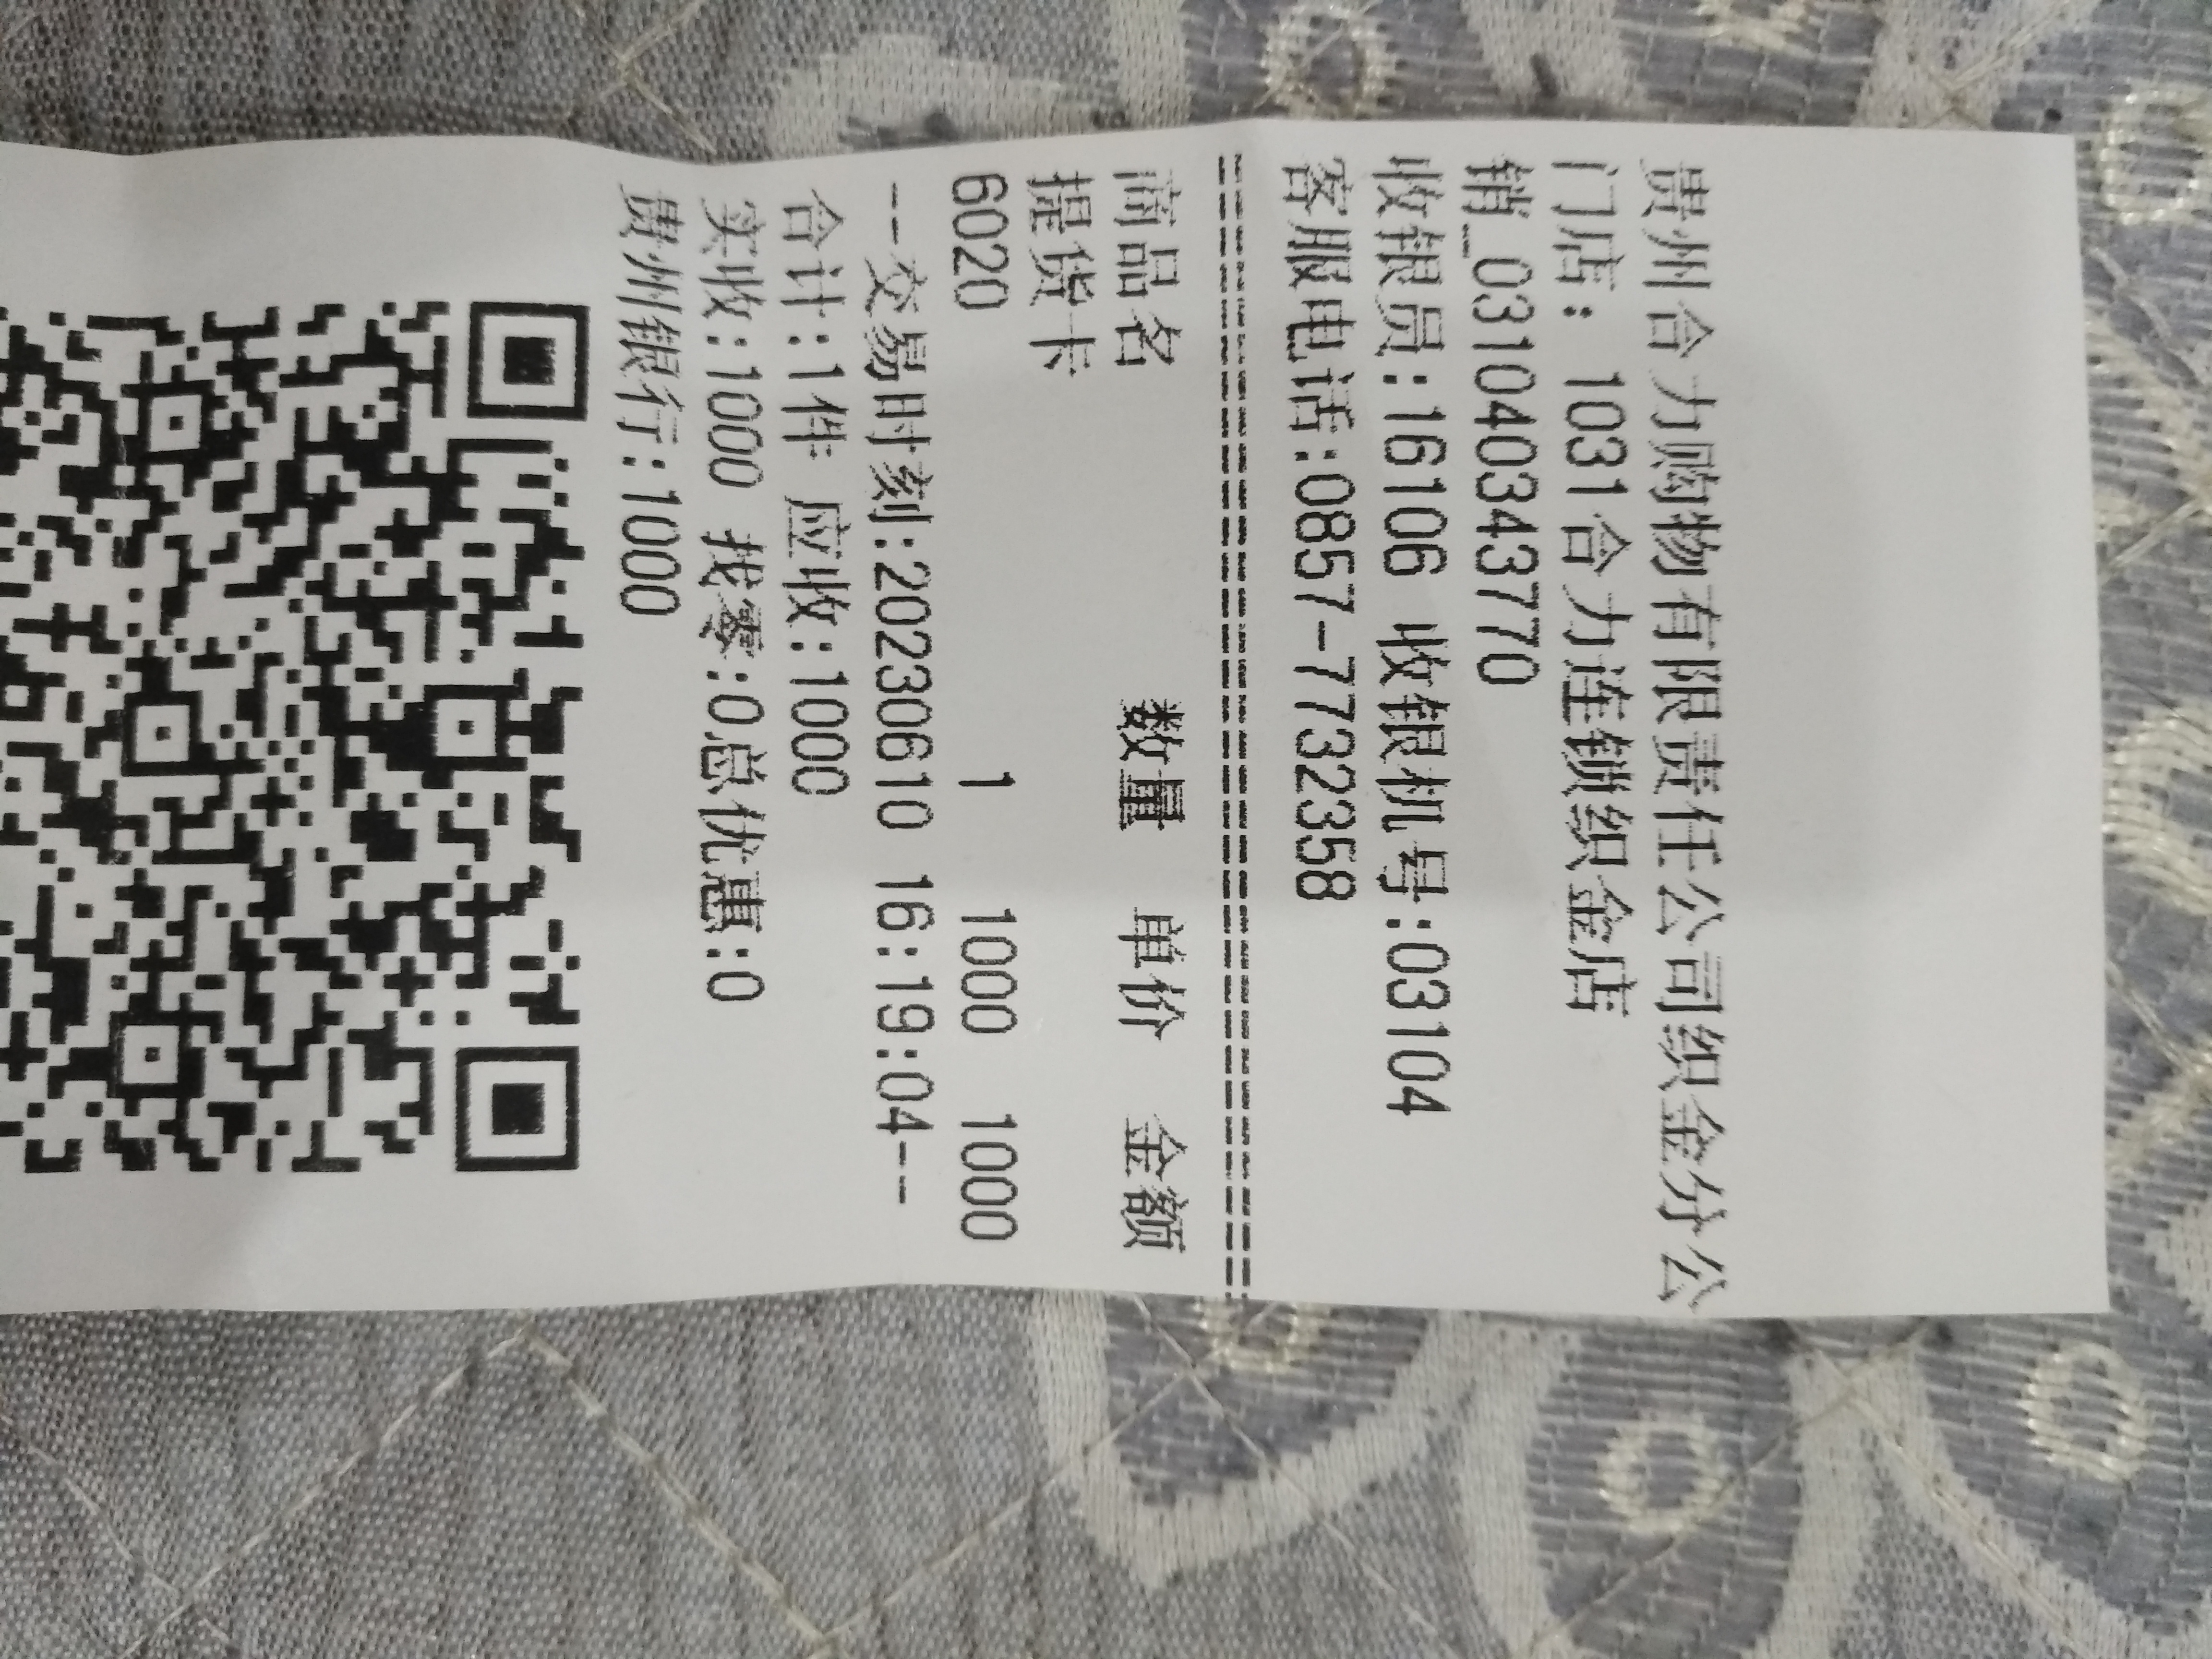 贵州合力购物有限责任公司织金分公
门店: 1031合力连锁织金店
销_031040343770
收银员:16106 收银机号:03104
客服电话:0857-7732358
================================
商品名 数量 单价 金额
提货卡
6020 1 1000 1000
--交易时刻:20230610 16:19:04--
合计:1件 应收:1000
实收:1000 找零:0总优惠:0
贵州银行:1000